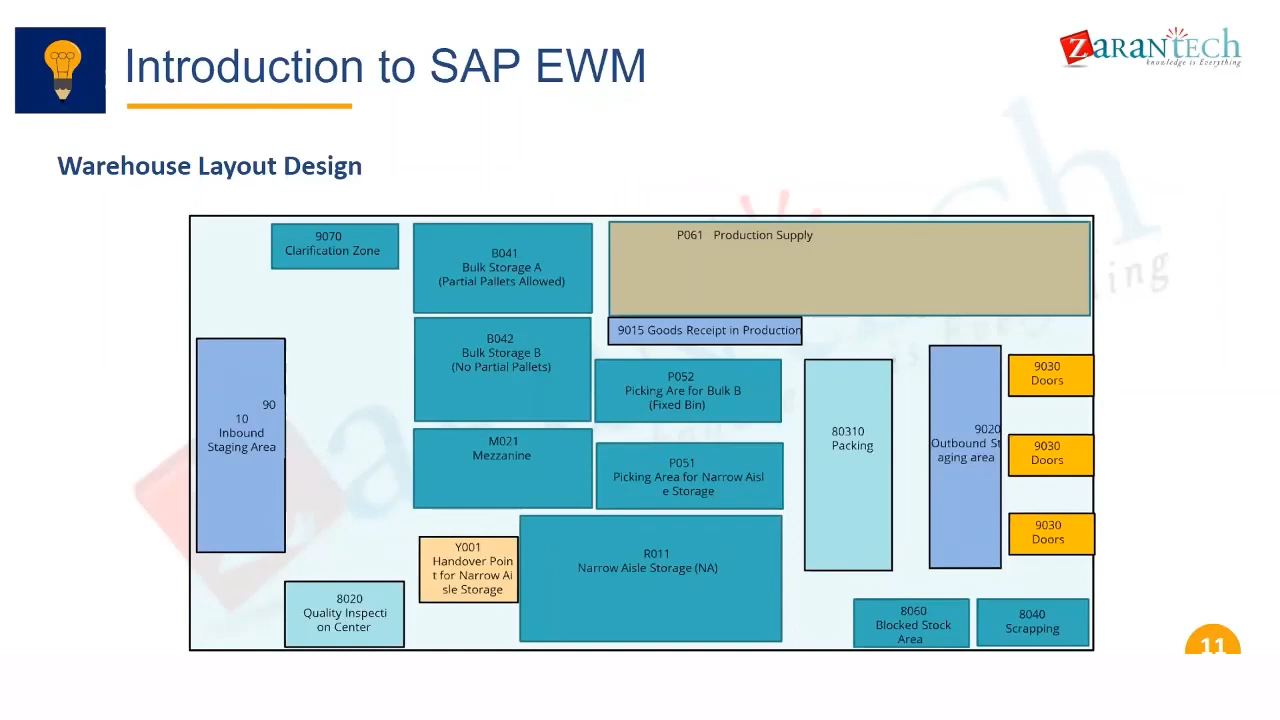 Introduction to SAP EWM
ZARANTECH
knowledge is Everything
Warehouse Layout Design
9070
Clarification Zone
B041
Bulk Storage A
(Partial Pallets Allowed)
P061 Production Supply
B042
Bulk Storage B
(No Partial Pallets)
9015 Goods Receipt in Production
90
10
Inbound
Staging Area
P052
Picking Are for Bulk B
(Fixed Bin)
M021
Mezzanine
P051
Picking Area for Narrow Aisl
e Storage
80310
Packing
9020
Outbound St
aging area
9030
Doors
9030
Doors
9030
Doors
Y001
Handover Poin
t for Narrow Ai
sle Storage
R011
Narrow Aisle Storage (NA)
8020
Quality Inspecti
on Center
8060
Blocked Stock
Area
8040
Scrapping
11